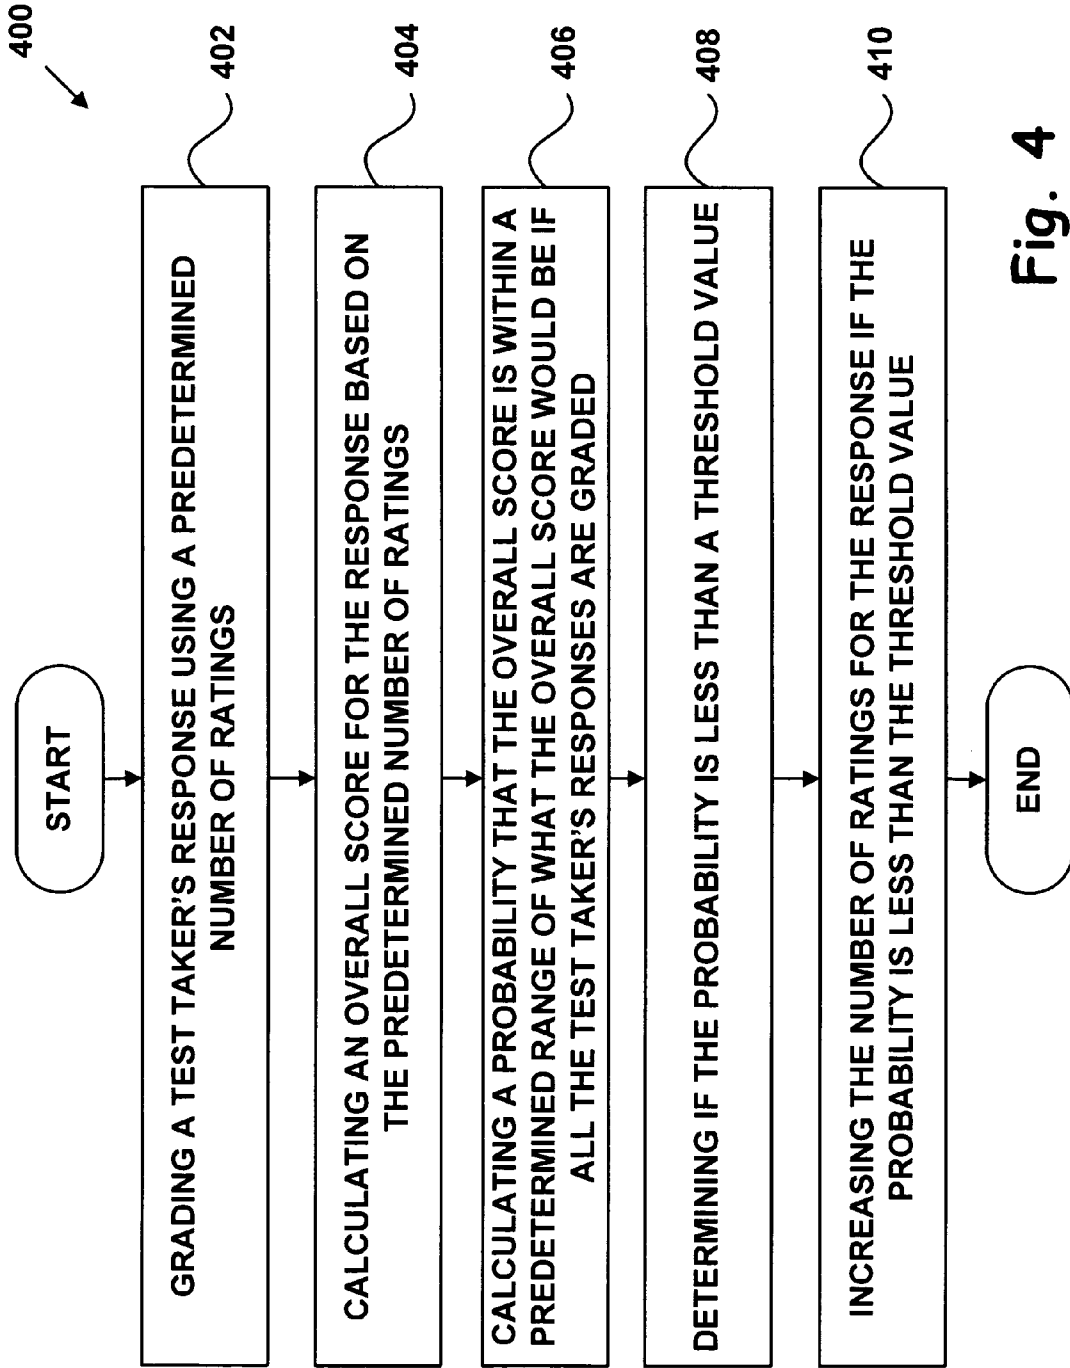 400
START
GRADING A TEST TAKER'S RESPONSE USING A PREDETERMINED
NUMBER OF RATINGS
402
CALCULATING AN OVERALL SCORE FOR THE RESPONSE BASED ON
THE PREDETERMINED NUMBER OF RATINGS
404
CALCULATING A PROBABILITY THAT THE OVERALL SCORE IS WITHIN A
PREDETERMINED RANGE OF WHAT THE OVERALL SCORE WOULD BE IF
ALL THE TEST TAKER'S RESPONSES ARE GRADED
406
DETERMINING IF THE PROBABILITY IS LESS THAN A THRESHOLD VALUE
408
INCREASING THE NUMBER OF RATINGS FOR THE RESPONSE IF THE
PROBABILITY IS LESS THAN THE THRESHOLD VALUE
410
END
Fig. 4